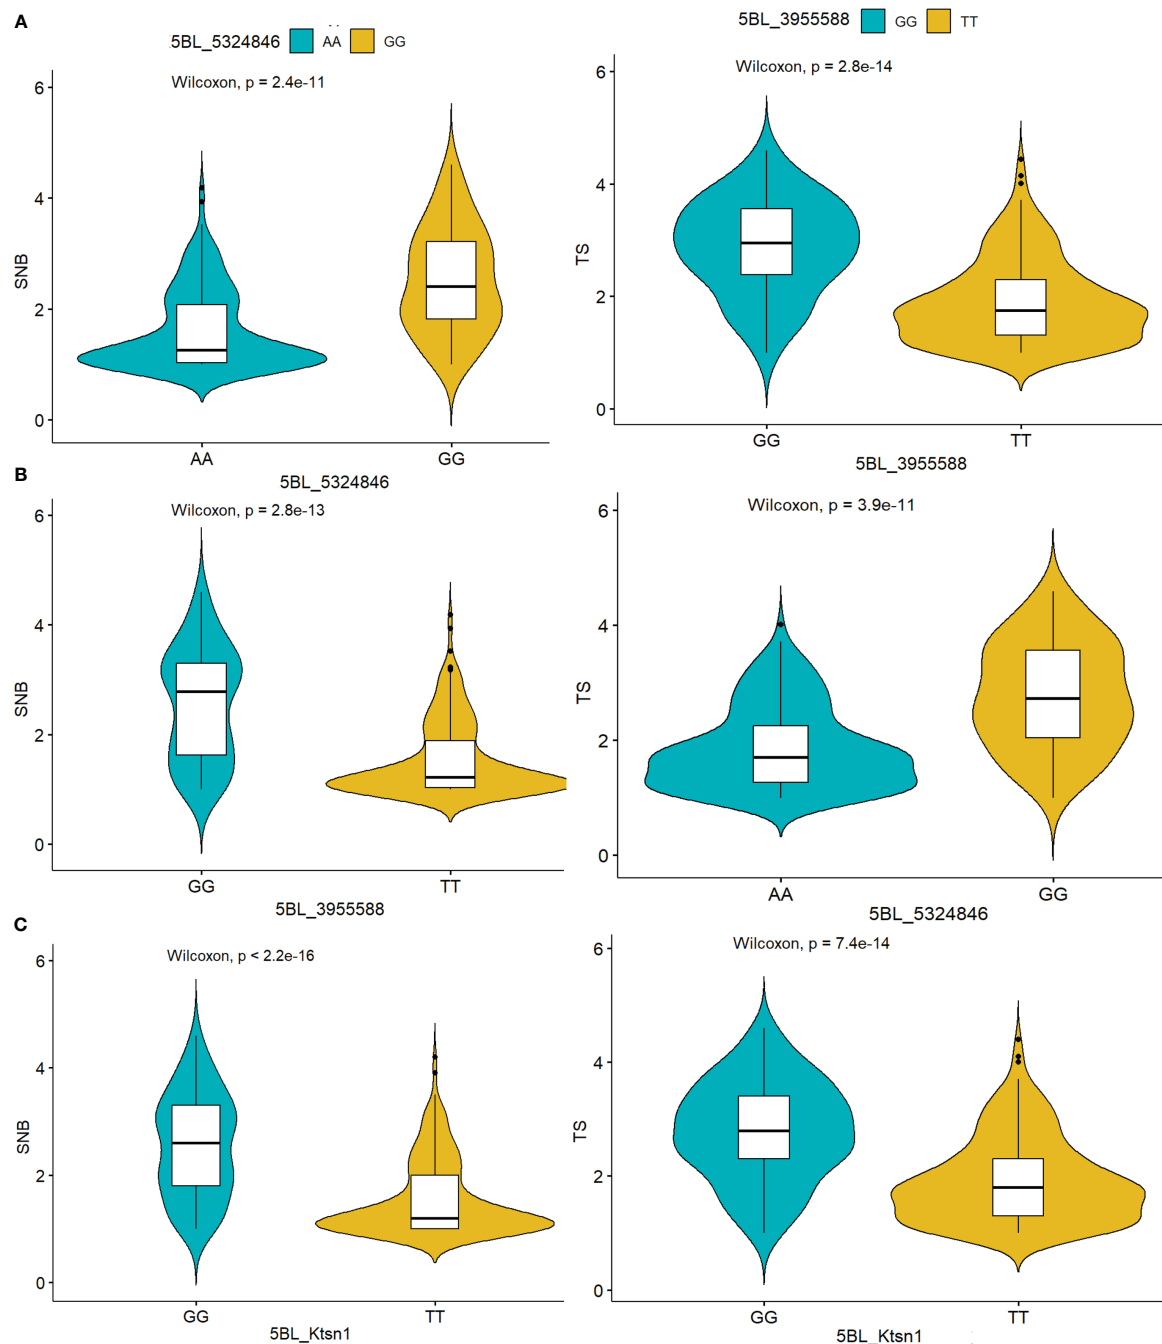 A
5BL_5324846 AA GG
Wilcoxon, p = 2.4e-11
SNB
6
4
2
0
AA GG
5BL_5324846
5BL_3955588 GG TT
Wilcoxon, p = 2.8e-14
TS
6
4
2
0
GG TT
5BL_3955588
B
Wilcoxon, p = 2.8e-13
SNB
6
4
2
0
GG TT
5BL_3955588
Wilcoxon, p = 3.9e-11
TS
6
4
2
0
AA GG
5BL_5324846
C
Wilcoxon, p < 2.2e-16
SNB
6
4
2
0
GG TT
5BL_Ktsn1
Wilcoxon, p = 7.4e-14
TS
6
4
2
0
GG TT
5BL_Ktsn1